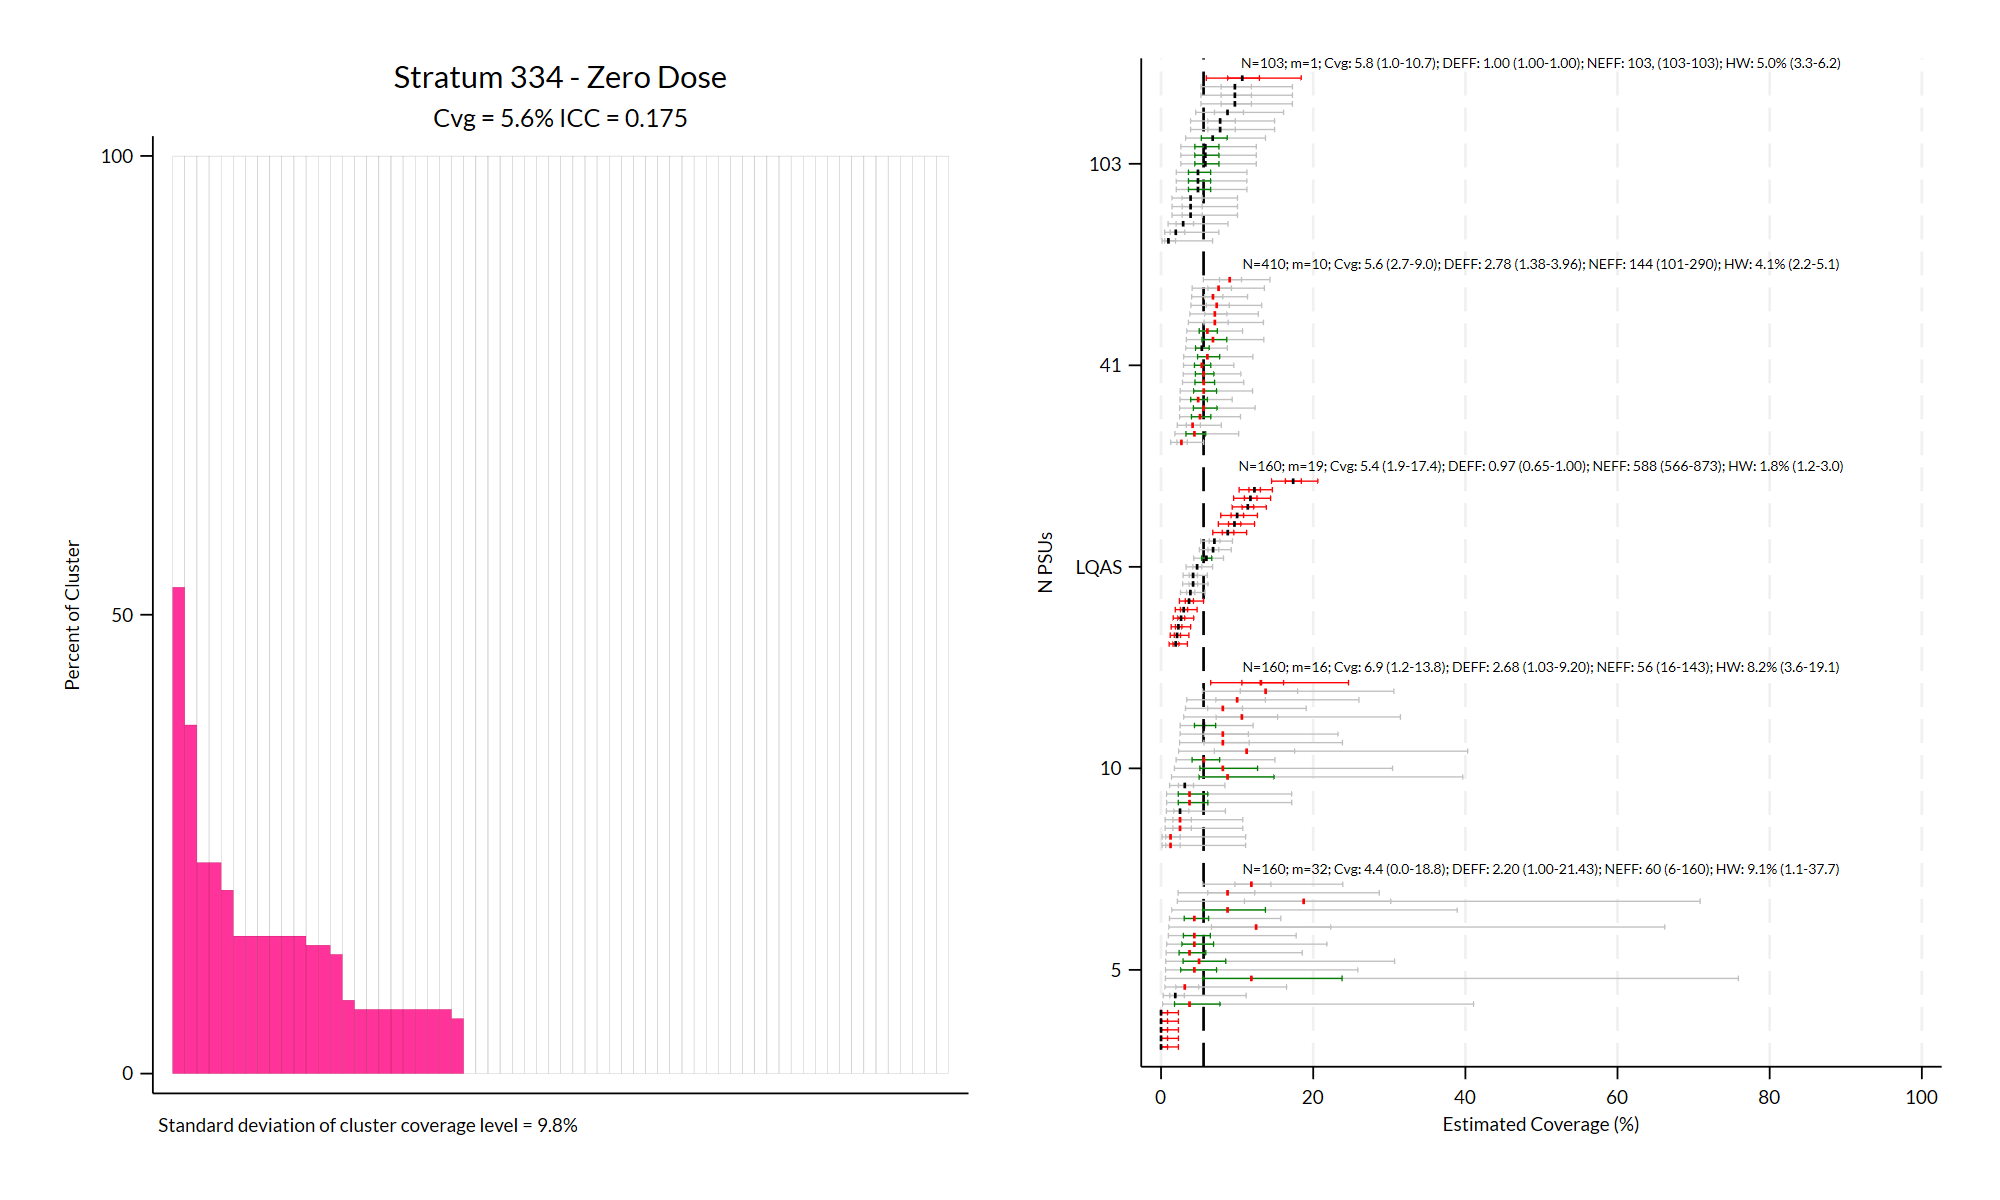 Stratum 334 - Zero Dose
Cvg = 5.6% ICC = 0.175
100
50
0
Percent of Cluster
Standard deviation of cluster coverage level = 9.8%
N=103; m=1; Cvg: 5.8 (1.0-10.7); DEFF: 1.00 (1.00-1.00); NEFF: 103, (103-103); HW: 5.0% (3.3-6.2)
103
N=410; m=10; Cvg: 5.6 (2.7-9.0); DEFF: 2.78 (1.38-3.96); NEFF: 144 (101-290); HW: 4.1% (2.2-5.1)
41
N=160; m=19; Cvg: 5.4 (1.9-17.4); DEFF: 0.97 (0.65-1.00); NEFF: 588 (566-873); HW: 1.8% (1.2-3.0)
LQAS
N=160; m=16; Cvg: 6.9 (1.2-13.8); DEFF: 2.68 (1.03-9.20); NEFF: 56 (16-143); HW: 8.2% (3.6-19.1)
10
N=160; m=32; Cvg: 4.4 (0.0-18.8); DEFF: 2.20 (1.00-21.43); NEFF: 60 (6-160); HW: 9.1% (1.1-37.7)
5
N PSUs
0 20 40 60 80 100
Estimated Coverage (%)